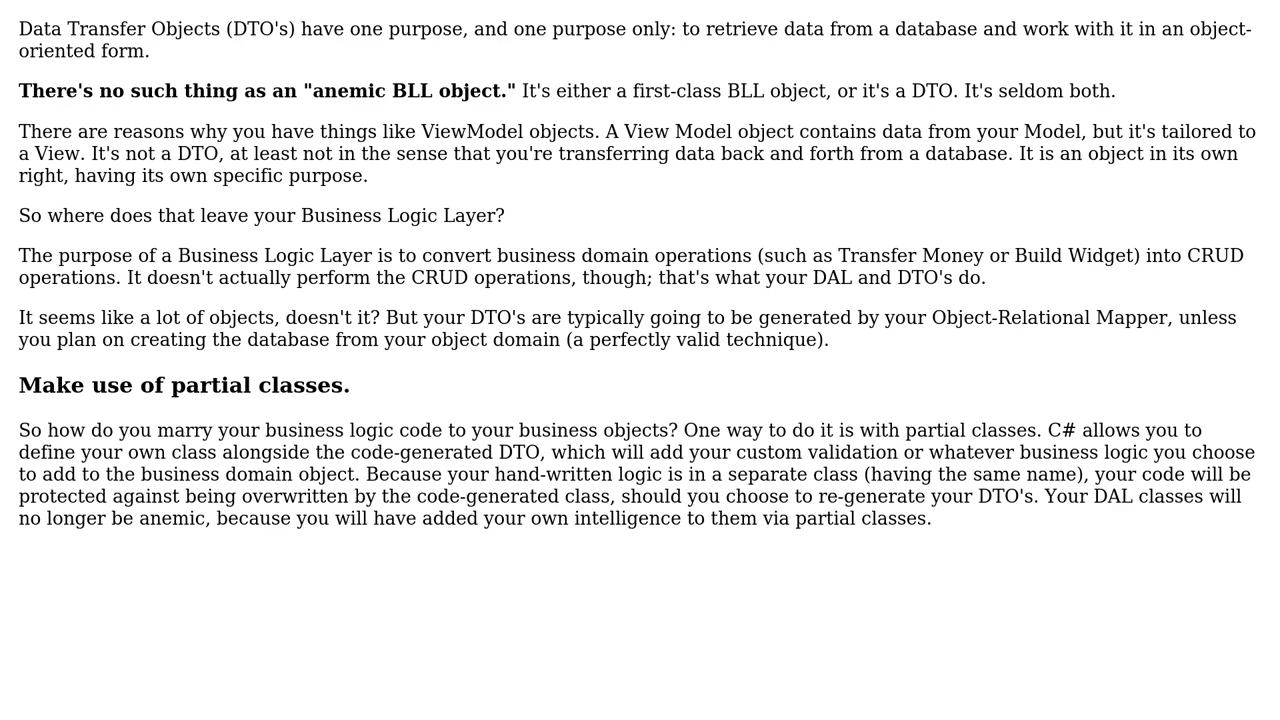 Data Transfer Objects (DTO's) have one purpose, and one purpose only: to retrieve data from a database and work with it in an object-
oriented form.
There's no such thing as an "anemic BLL object." It's either a first-class BLL object, or it's a DTO. It's seldom both.
There are reasons why you have things like ViewModel objects. A View Model object contains data from your Model, but it's tailored to
a View. It's not a DTO, at least not in the sense that you're transferring data back and forth from a database. It is an object in its own
right, having its own specific purpose.
So where does that leave your Business Logic Layer?
The purpose of a Business Logic Layer is to convert business domain operations (such as Transfer Money or Build Widget) into CRUD
operations. It doesn't actually perform the CRUD operations, though; that's what your DAL and DTO's do.
It seems like a lot of objects, doesn't it? But your DTO's are typically going to be generated by your Object-Relational Mapper, unless
you plan on creating the database from your object domain (a perfectly valid technique).
Make use of partial classes.
So how do you marry your business logic code to your business objects? One way to do it is with partial classes. C# allows you to
define your own class alongside the code-generated DTO, which will add your custom validation or whatever business logic you choose
to add to the business domain object. Because your hand-written logic is in a separate class (having the same name), your code will be
protected against being overwritten by the code-generated class, should you choose to re-generate your DTO's. Your DAL classes will
no longer be anemic, because you will have added your own intelligence to them via partial classes.